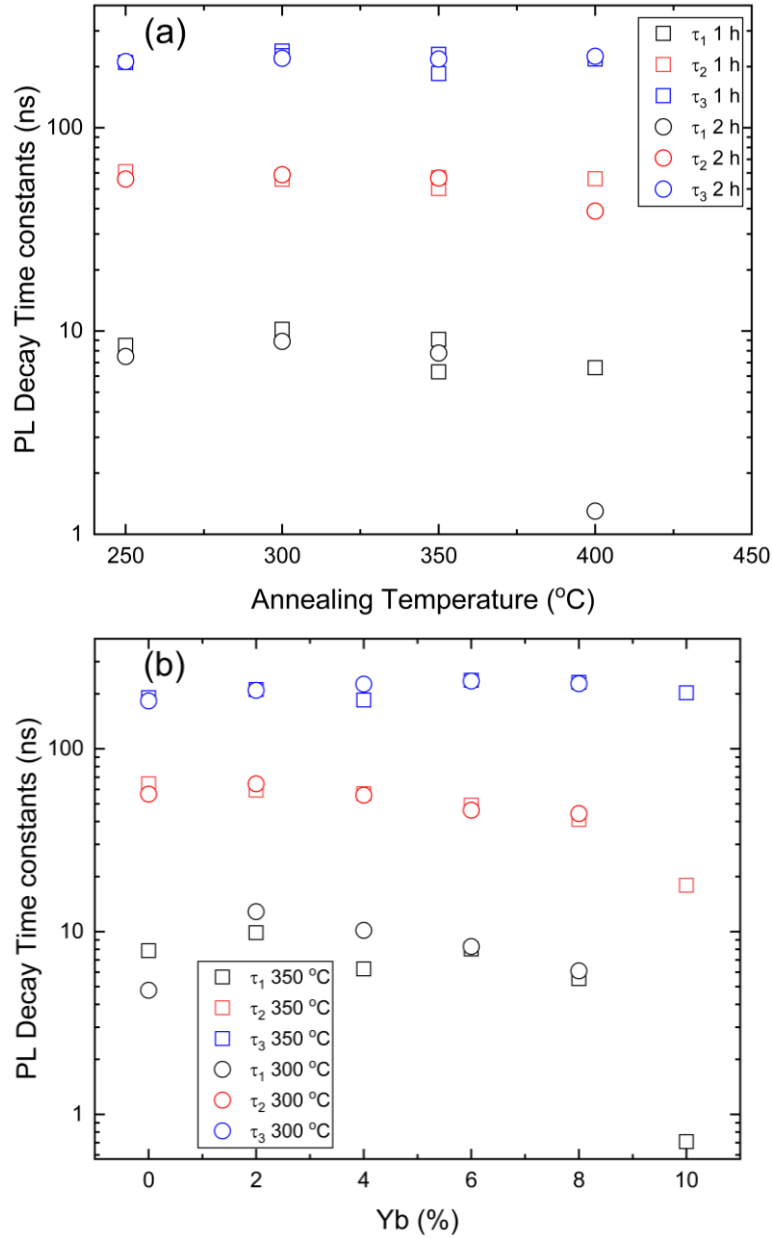 (a)
PL Decay Time constants (ns)
100
10
1
τ1 1 h
τ2 1 h
τ3 1 h
τ1 2 h
τ2 2 h
τ3 2 h
250 300 350 400 450
Annealing Temperature (°C)
(b)
PL Decay Time constants (ns)
100
10
1
τ1 350 °C
τ2 350 °C
τ3 350 °C
τ1 300 °C
τ2 300 °C
τ3 300 °C
0 2 4 6 8 10
Yb (%)